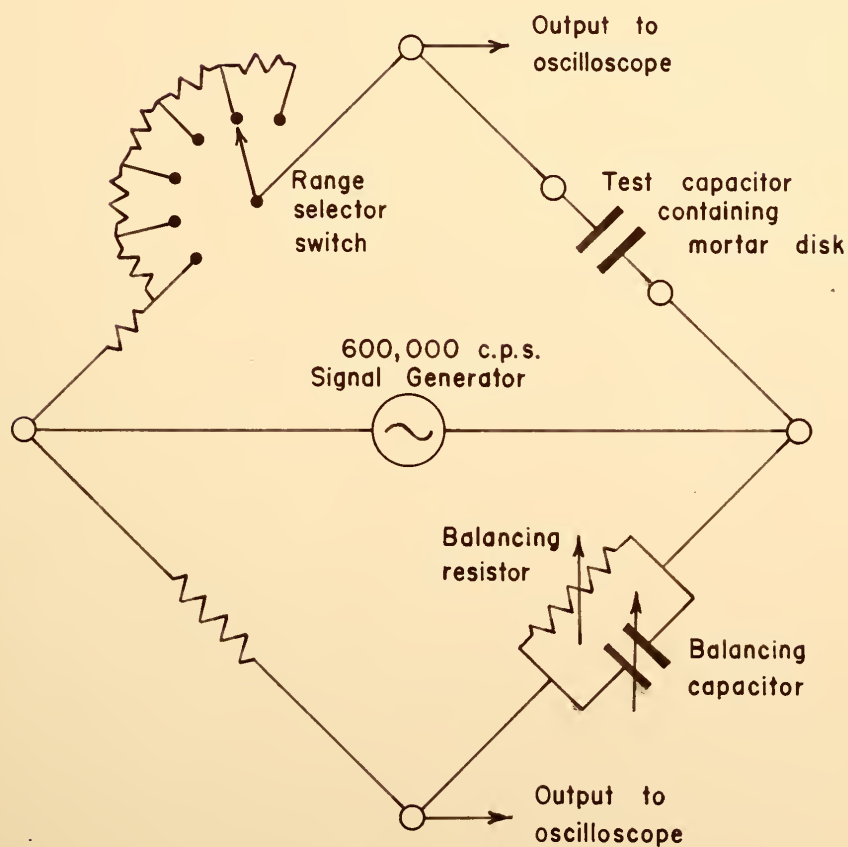 Output to
oscilloscope
Range
selector
switch
Test capacitor
containing
mortar disk
600,000 c.p.s.
Signal Generator
Balancing
resistor
Balancing
capacitor
Output to
oscilloscope